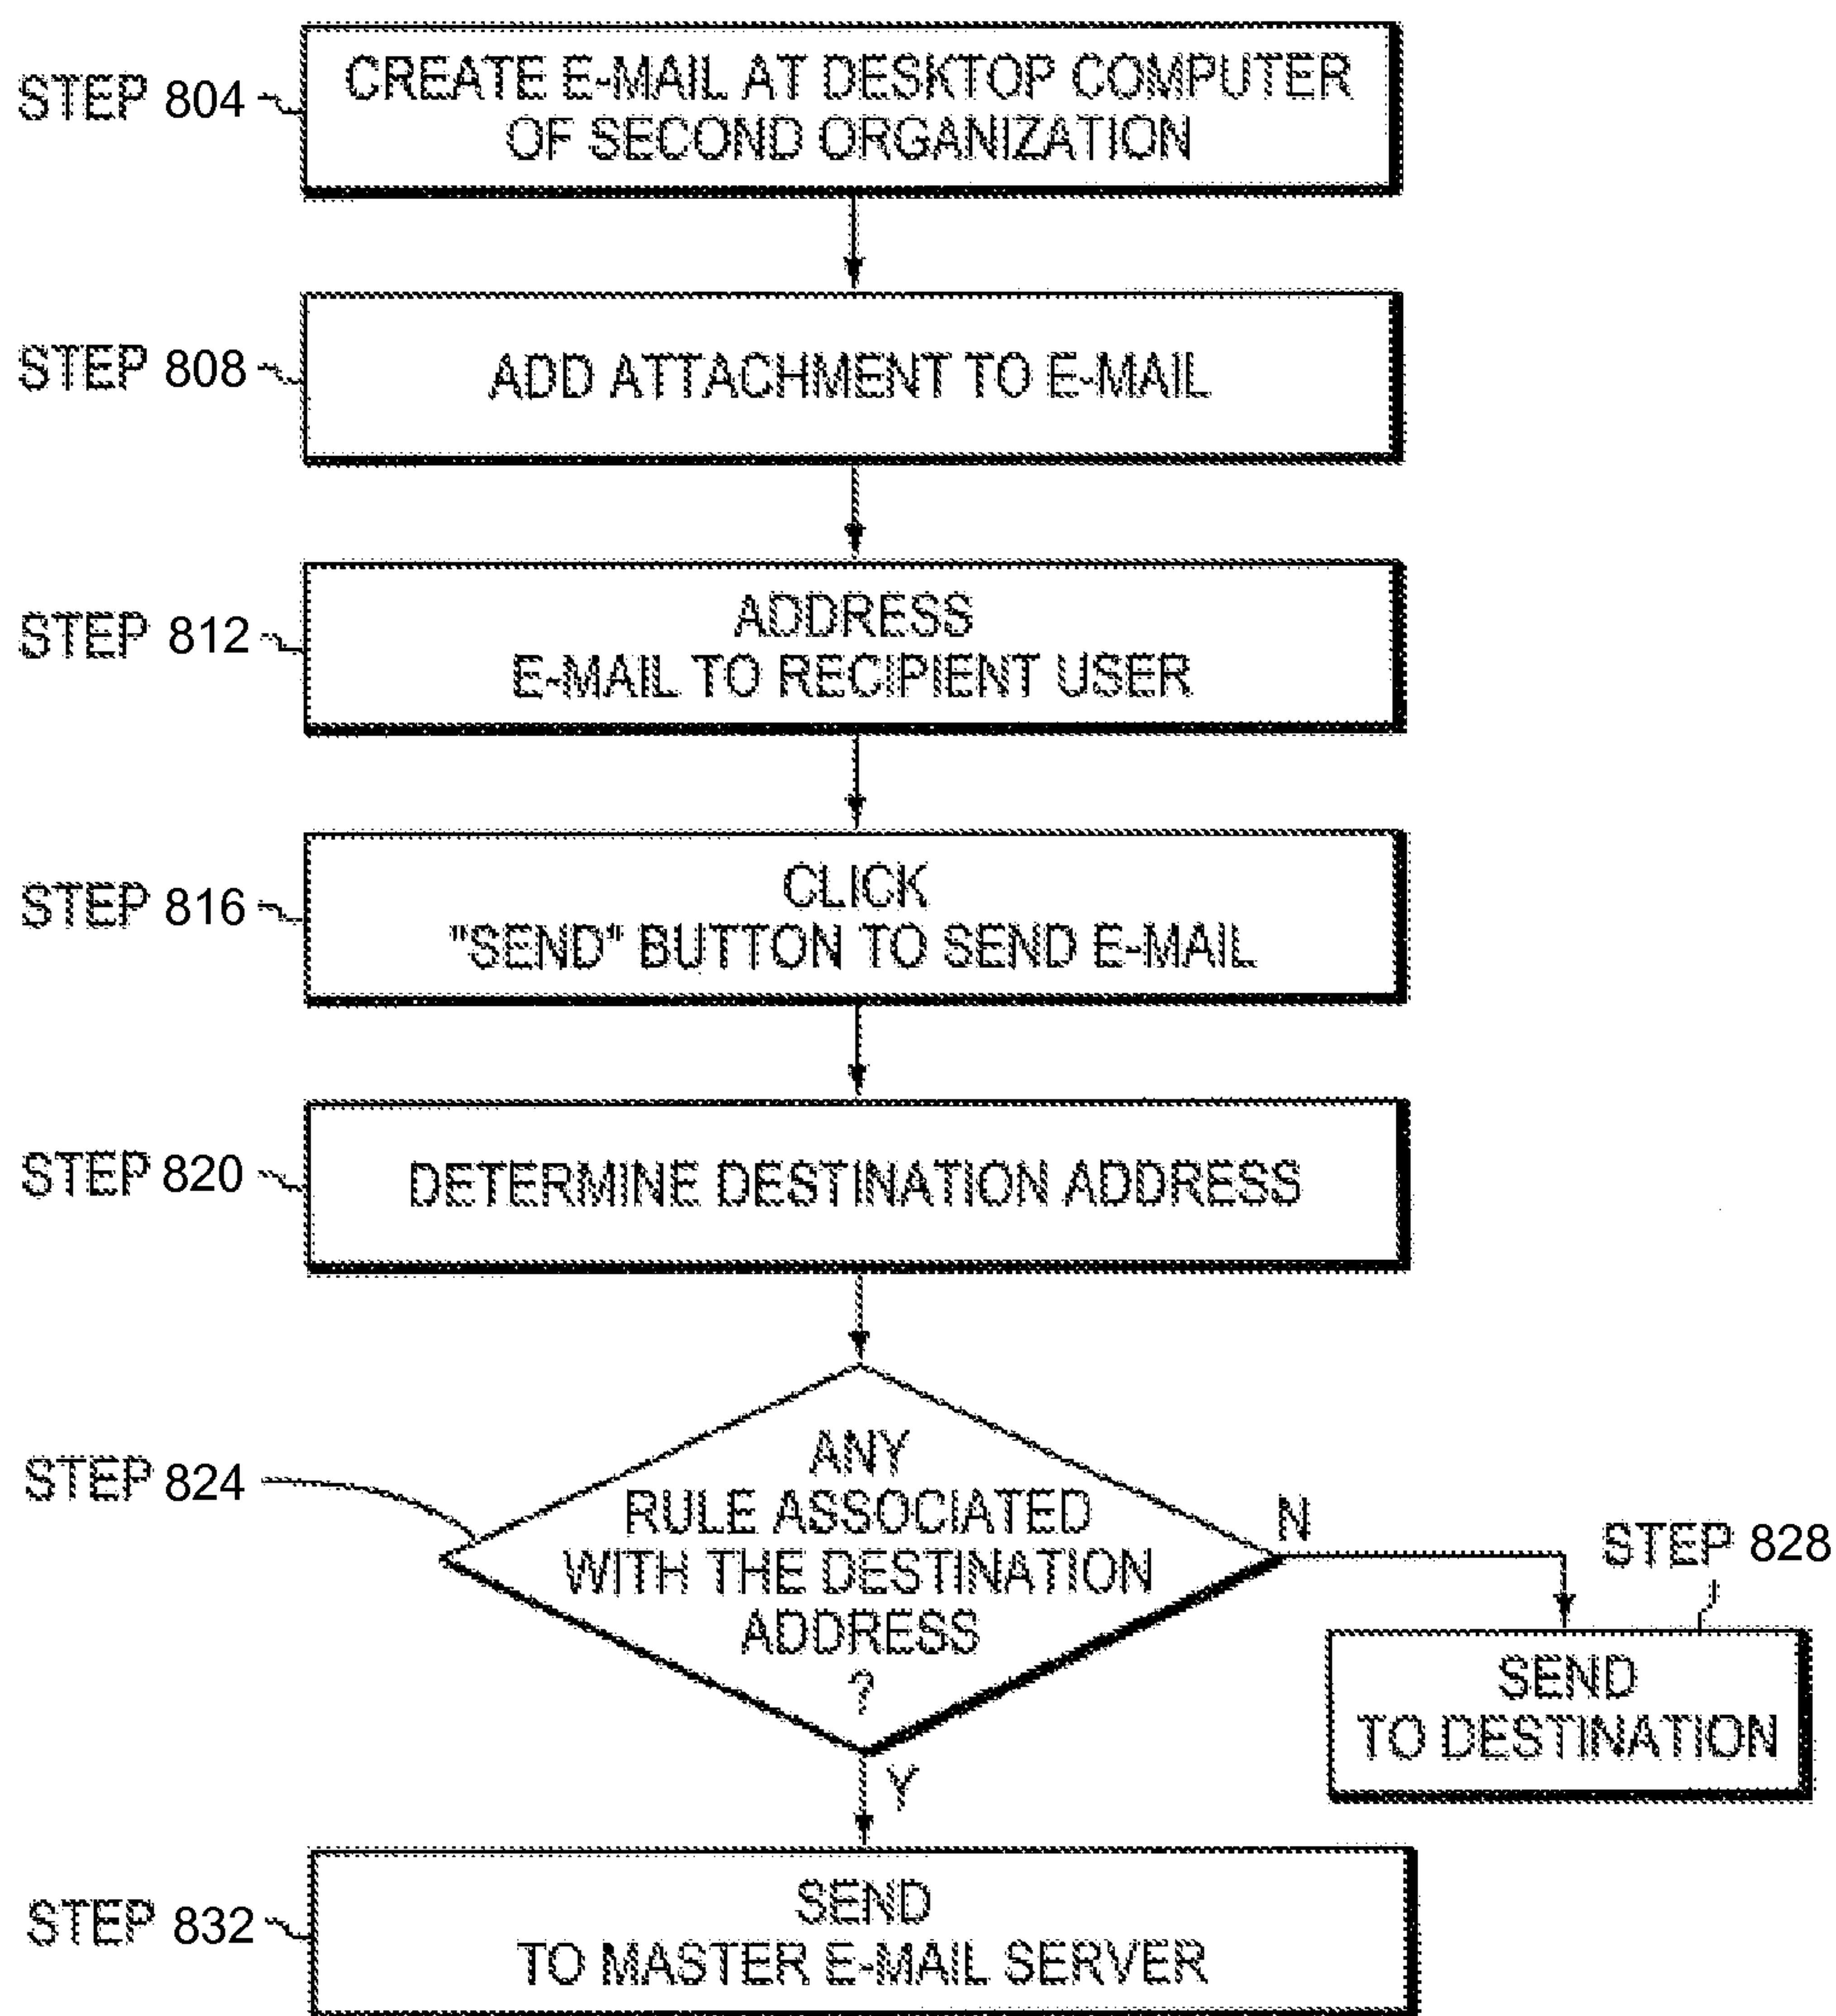 STEP 804
CREATE E-MAIL AT DESKTOP COMPUTER
OF SECOND ORGANIZATION
STEP 808
ADD ATTACHMENT TO E-MAIL
STEP 812
ADDRESS
E-MAIL TO RECIPIENT USER
STEP 816
CLICK
"SEND" BUTTON TO SEND E-MAIL
STEP 820
DETERMINE DESTINATION ADDRESS
STEP 824
ANY
RULE ASSOCIATED
WITH THE DESTINATION
ADDRESS
?
N
STEP 828
SEND
TO DESTINATION
Y
STEP 832
SEND
TO MASTER E-MAIL SERVER